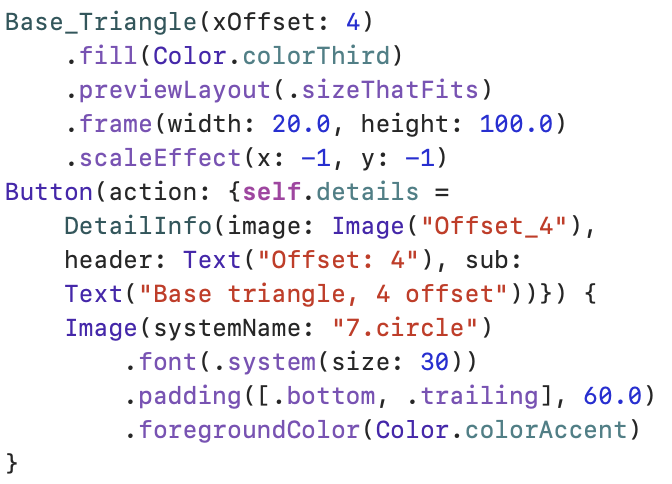 Base_Triangle(xOffset: 4)
    .fill(Color.colorThird)
    .previewLayout(.sizeThatFits)
    .frame(width: 20.0, height: 100.0)
    .scaleEffect(x: -1, y: -1)
Button(action: {self.details =
    DetailInfo(image: Image("Offset_4"),
    header: Text("Offset: 4"), sub:
    Text("Base triangle, 4 offset"))}) {
    Image(systemName: "7.circle")
        .font(.system(size: 30))
        .padding([.bottom, .trailing], 60.0)
        .foregroundColor(Color.colorAccent)
}